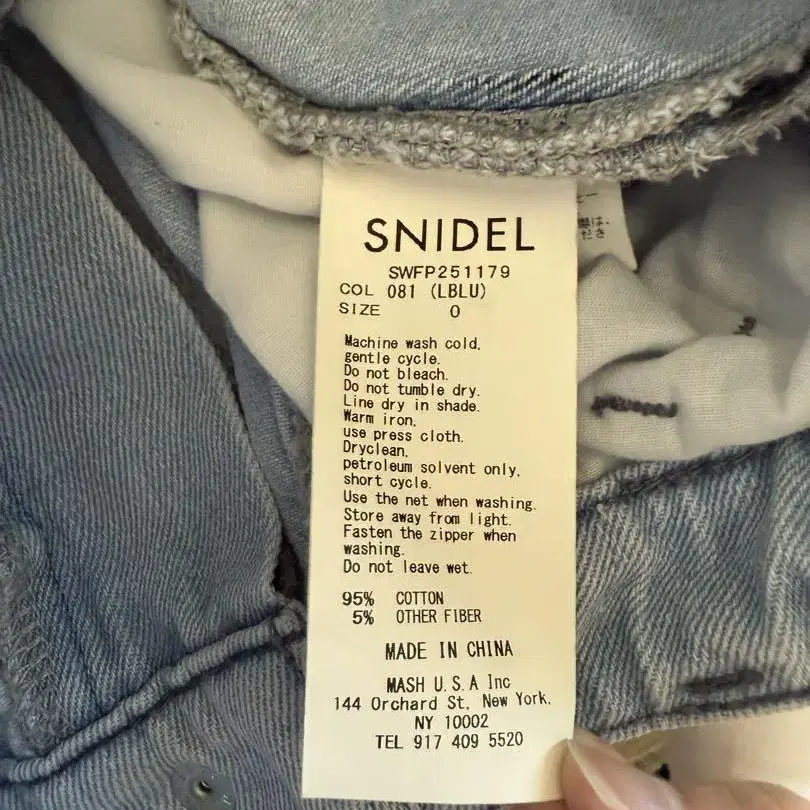 SNIDEL
SWFP251179
COL 081 (LBLU)
SIZE 0
Machine wash cold,
gentle cycle.
Do not bleach.
Do not tumble dry.
Line dry in shade.
Warm iron,
use press cloth.
Dryclean,
petroleum solvent only,
short cycle.
Use the net when washing.
Store away from light.
Fasten the zipper when
washing.
Do not leave wet.
95% COTTON
5% OTHER FIBER
MADE IN CHINA
MASH U.S.A Inc
144 Orchard St, New York,
NY 10002
TEL 917 409 5520